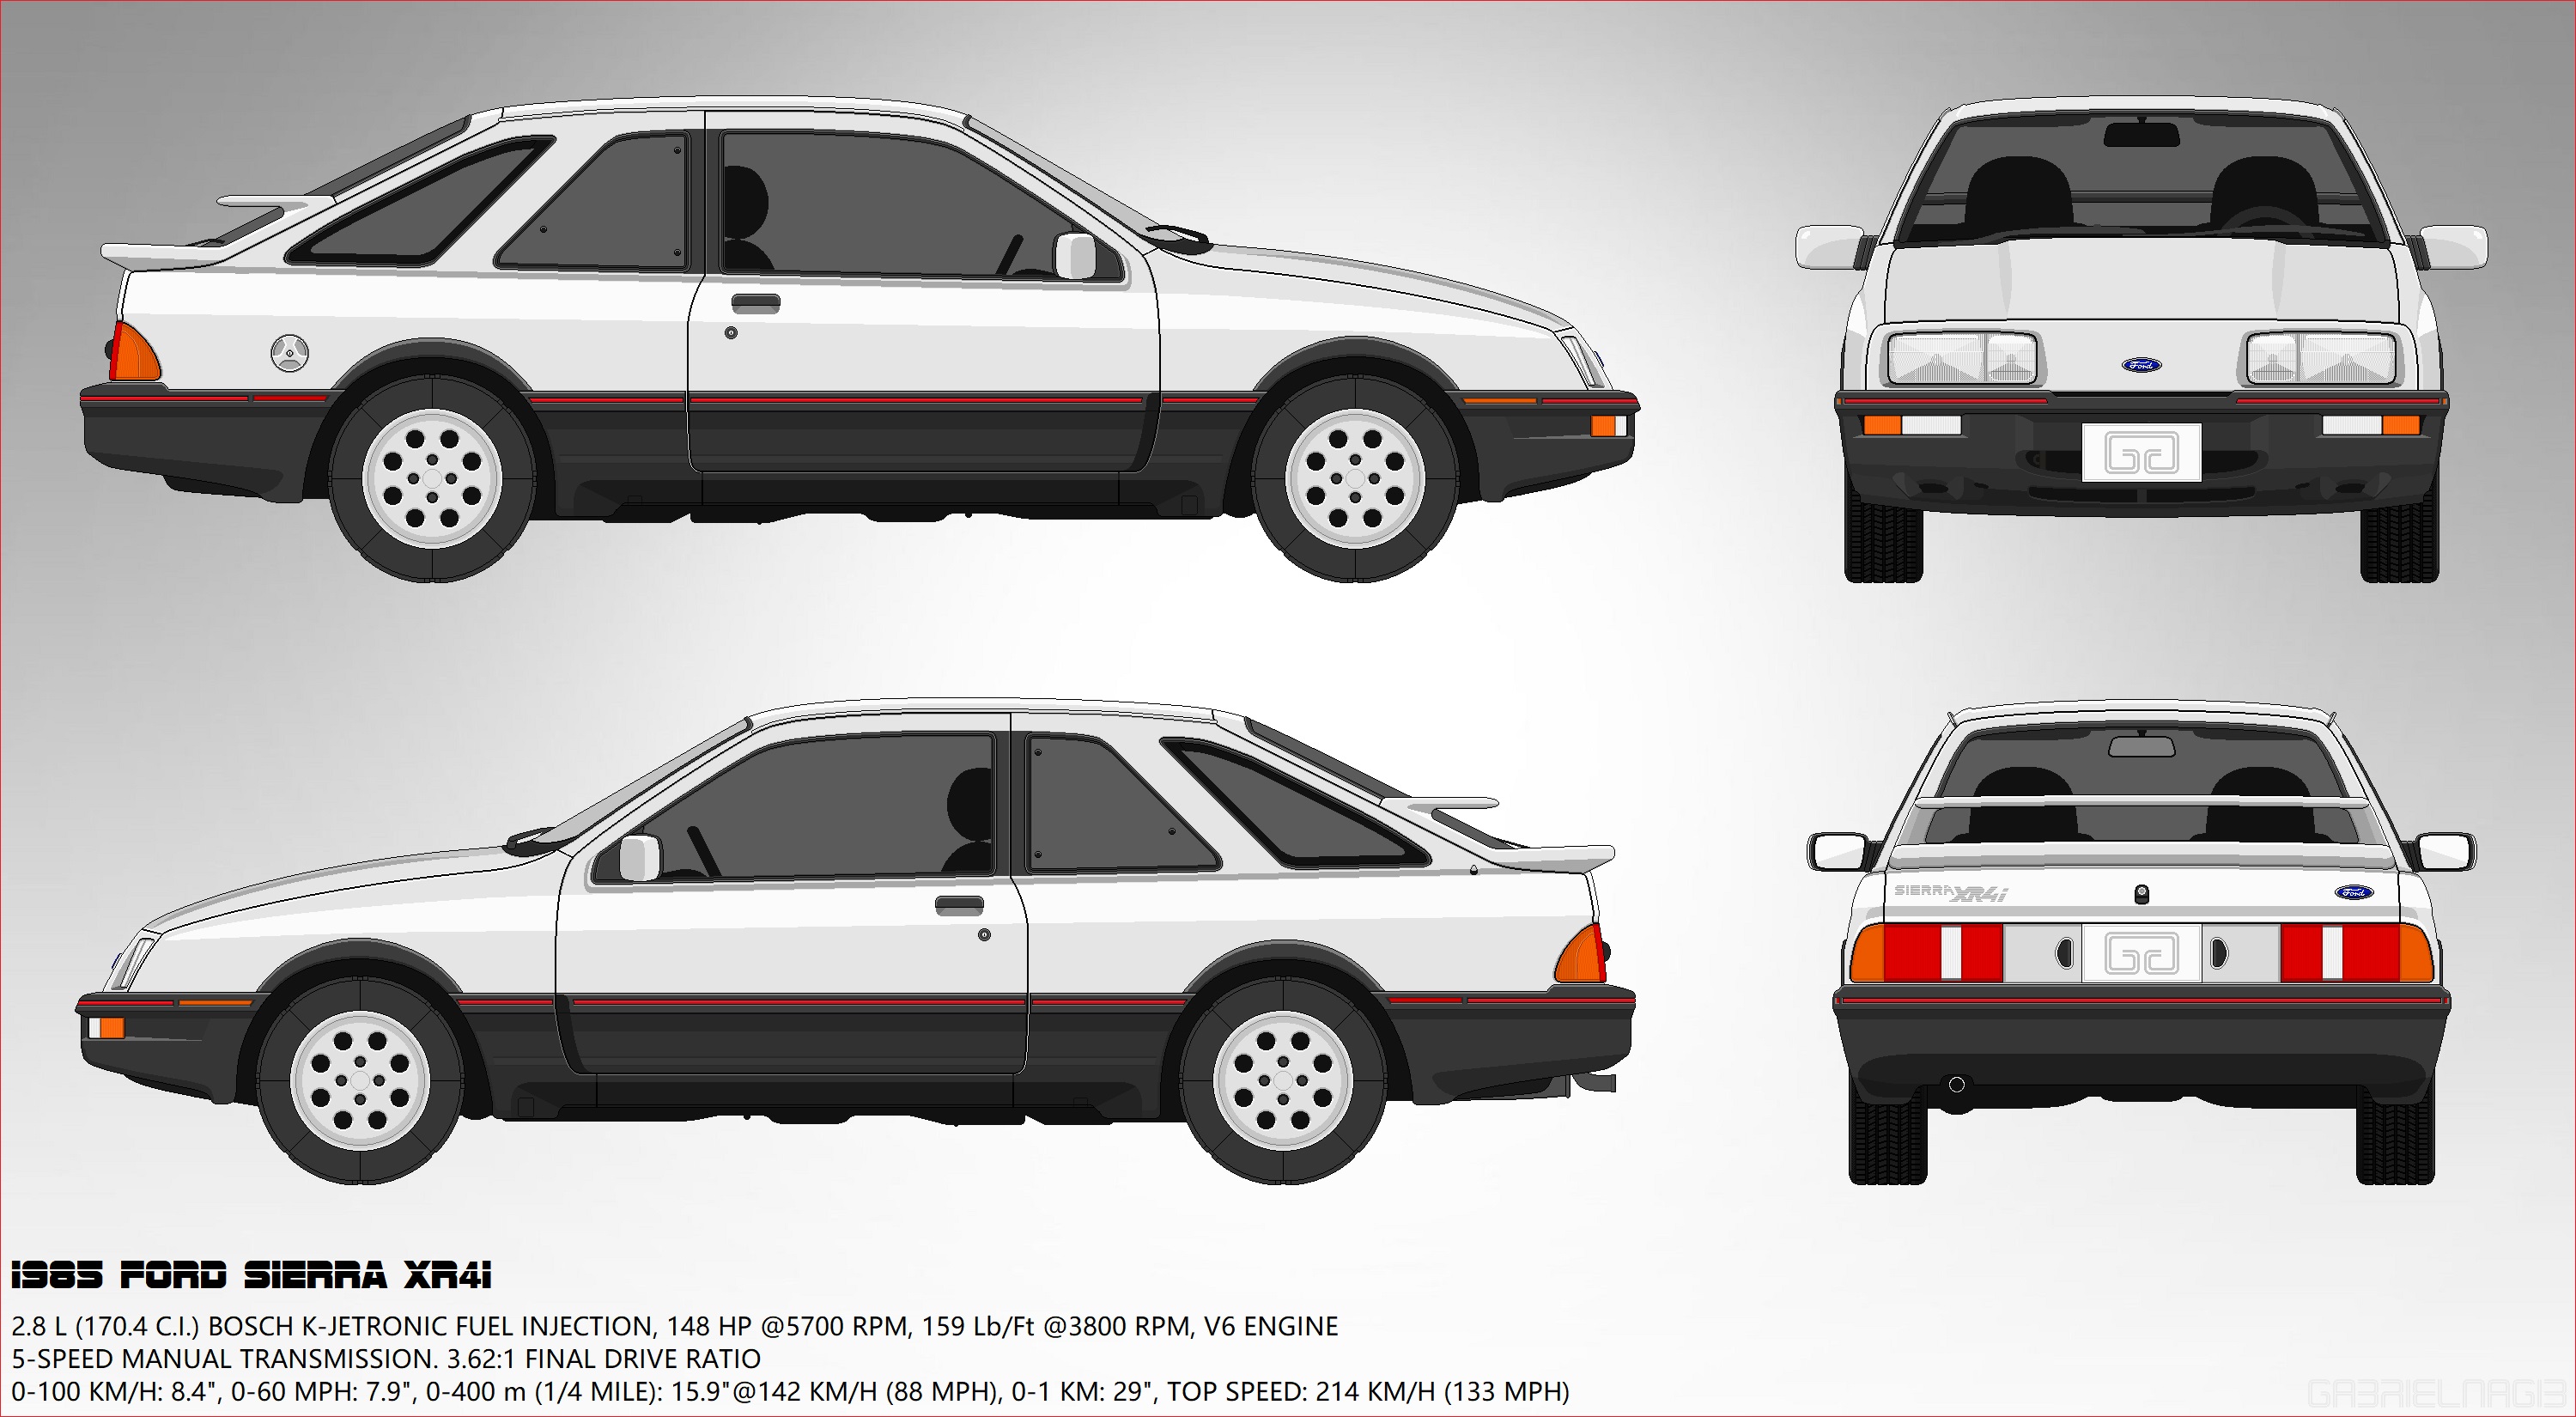 Ford
SIERRA XR4i
Ford
1985 FORD SIERRA XR4I
2.8 L (170.4 C.I.) BOSCH K-JETRONIC FUEL INJECTION, 148 HP @5700 RPM, 159 Lb/Ft @3800 RPM, V6 ENGINE
5-SPEED MANUAL TRANSMISSION. 3.62:1 FINAL DRIVE RATIO
0-100 KM/H: 8.4", 0-60 MPH: 7.9", 0-400 m (1/4 MILE): 15.9"@142 KM/H (88 MPH), 0-1 KM: 29", TOP SPEED: 214 KM/H (133 MPH)
GA3RIELNAGI3